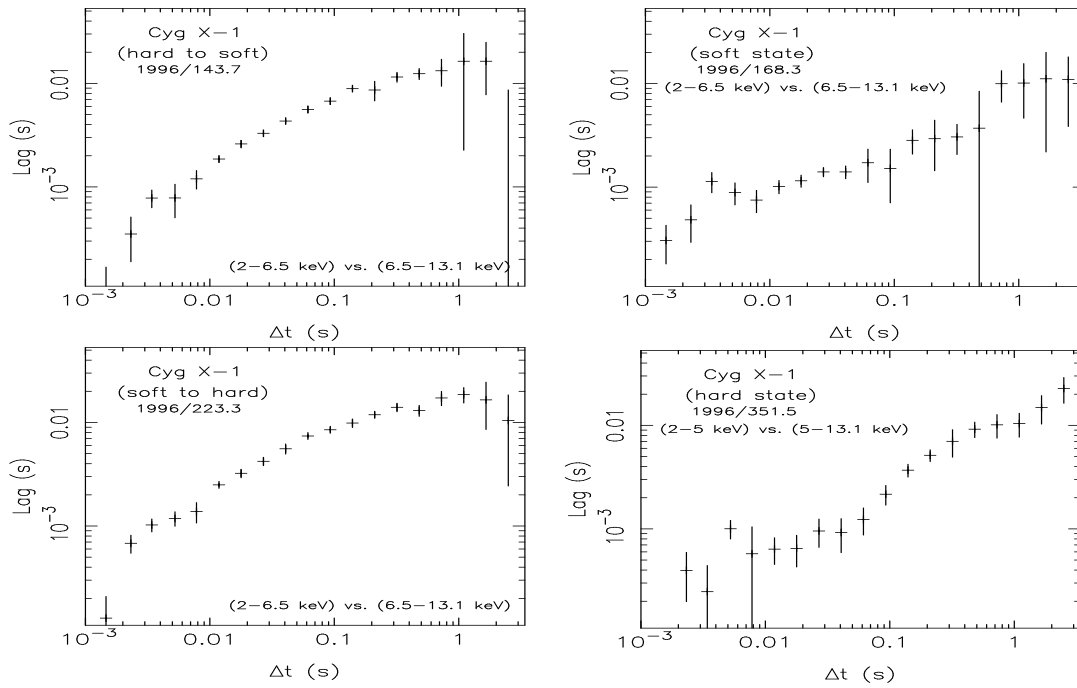 Cyg X−1
(hard to soft)
1996/143.7
(2−6.5 keV) vs. (6.5−13.1 keV)
Lag (s)
0.01
10⁻³
10⁻³ 0.01 0.1 1
Δt (s)
Cyg X−1
(soft state)
1996/168.3
(2−6.5 keV) vs. (6.5−13.1 keV)
Lag (s)
0.01
10⁻³
10⁻³ 0.01 0.1 1
Δt (s)
Cyg X−1
(soft to hard)
1996/223.3
(2−6.5 keV) vs. (6.5−13.1 keV)
Lag (s)
0.01
10⁻³
10⁻³ 0.01 0.1 1
Δt (s)
Cyg X−1
(hard state)
1996/351.5
(2−5 keV) vs. (5−13.1 keV)
Lag (s)
0.01
10⁻³
10⁻³ 0.01 0.1 1
Δt (s)